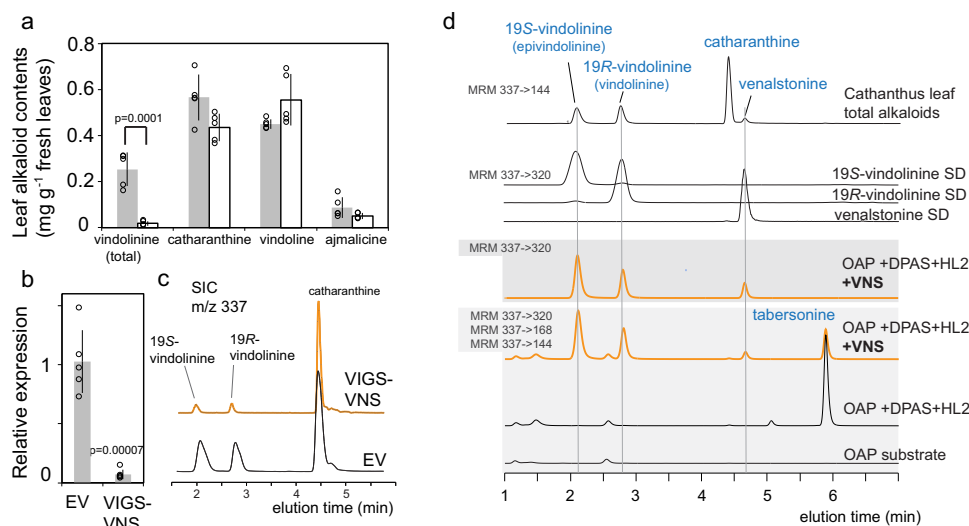 a
Leaf alkaloid contents
(mg g-1 fresh leaves)
0.8
0.6
0.4
0.2
0
p=0.0001
vindolinine
(total)
catharanthine
vindoline
ajmalicine
b
Relative expression
1
0
p=0.00007
EV
VIGS-
VNS
c
SIC
m/z 337
catharanthine
19S-
vindolinine
19R-
vindolinine
VIGS-
VNS
EV
2
3
4
5
elution time (min)
d
19S-vindolinine
(epivindolinine)
19R-vindolinine
(vindolinine)
catharanthine
venalstonine
MRM 337->144
Cathanthus leaf
total alkaloids
MRM 337->320
19S-vindolinine SD
19R-vindolinine SD
venalstonine SD
MRM 337->320
OAP +DPAS+HL2
+VNS
MRM 337->320
MRM 337->168
MRM 337->144
tabersonine
OAP +DPAS+HL2
+VNS
OAP +DPAS+HL2
OAP substrate
1
2
3
4
5
6
elution time (min)